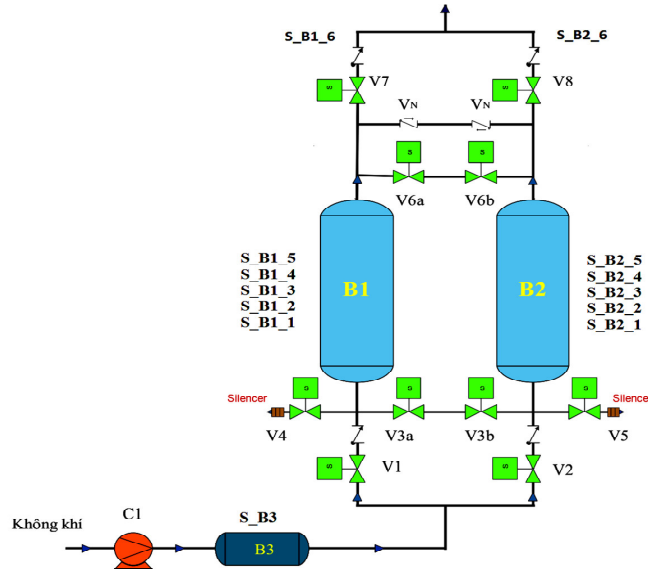 S_B1_6
S_B2_6
S
V7
S
V8
VN
VN
S
S
V6a
V6b
S_B1_5
S_B1_4
S_B1_3
S_B1_2
S_B1_1
B1
B2
S_B2_5
S_B2_4
S_B2_3
S_B2_2
S_B2_1
S
S
S
S
Silencer
Silence
V4
V3a
V3b
V5
S
V1
S
V2
S_B3
C1
Không khí
B3